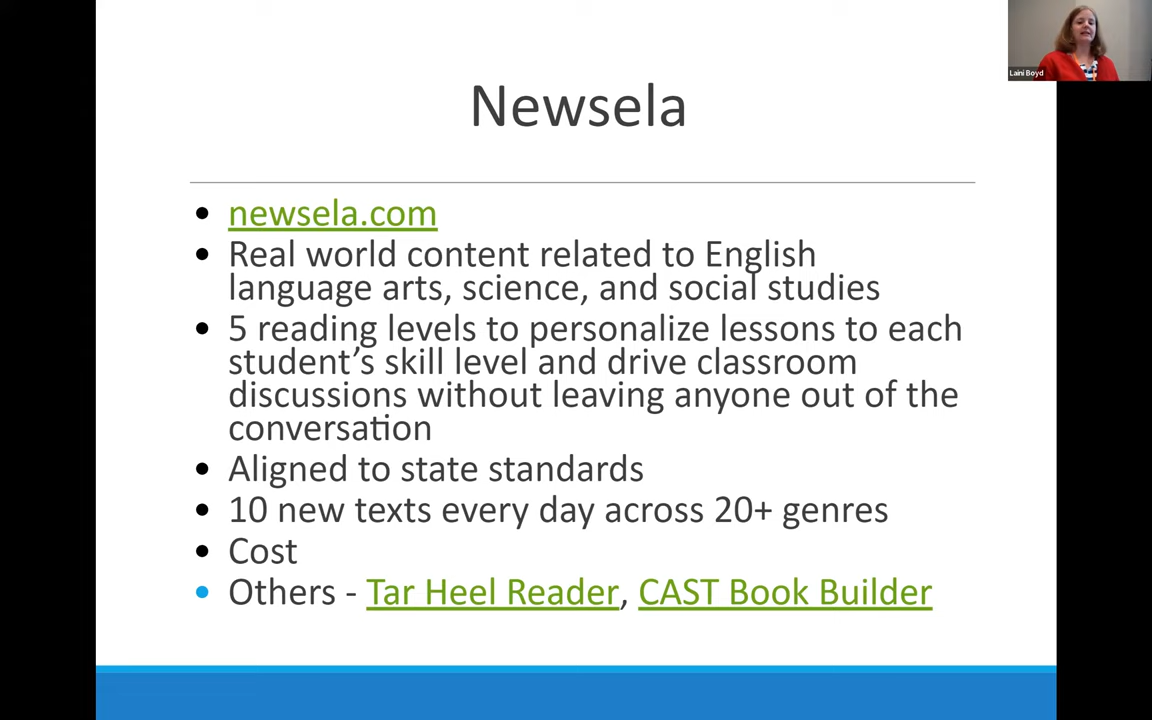 Laini Boyd
Newsela
• newsela.com
• Real world content related to English
language arts, science, and social studies
• 5 reading levels to personalize lessons to each
student’s skill level and drive classroom
discussions without leaving anyone out of the
conversation
• Aligned to state standards
• 10 new texts every day across 20+ genres
• Cost
• Others - Tar Heel Reader, CAST Book Builder